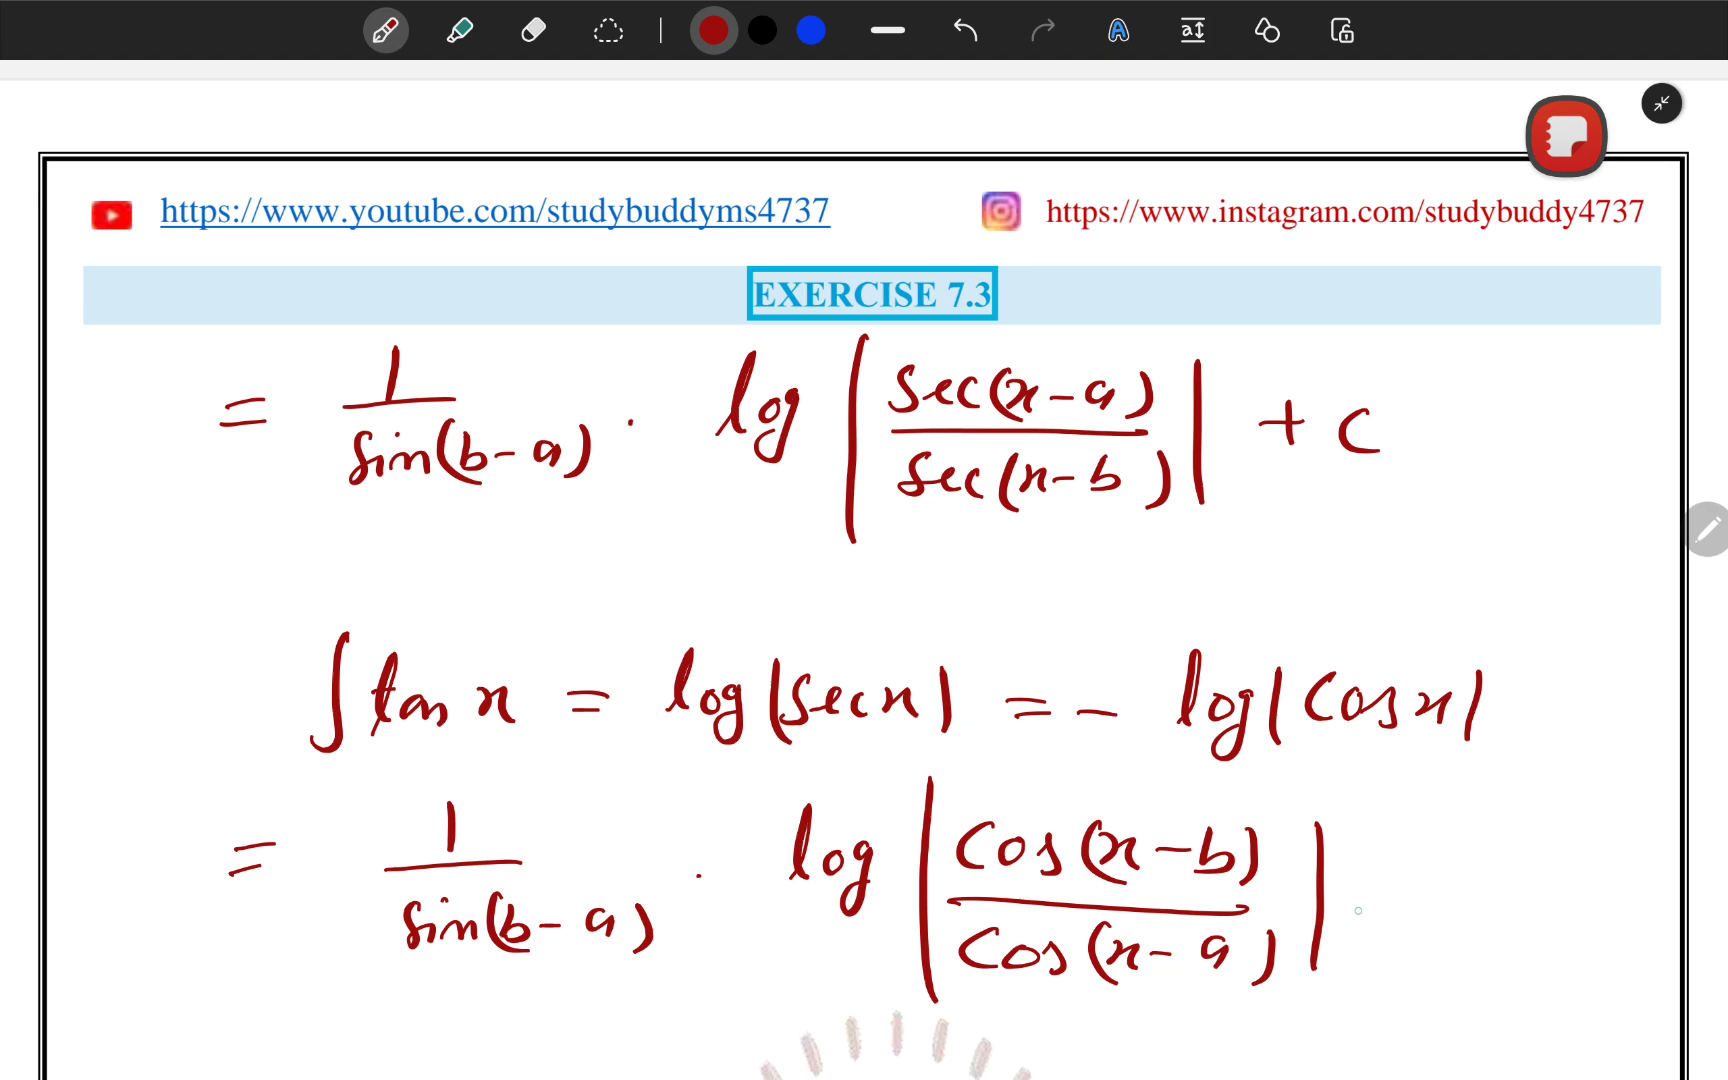 https://www.youtube.com/studybuddyms4737 https://www.instagram.com/studybuddy4737
EXERCISE 7.3
= 1/sin(b-a) · log |sec(x-a)/sec(x-b)| + c
∫tan x = log|sec x| = - log|cos x|
= 1/sin(b-a) · log |cos(x-b)/cos(x-a)|